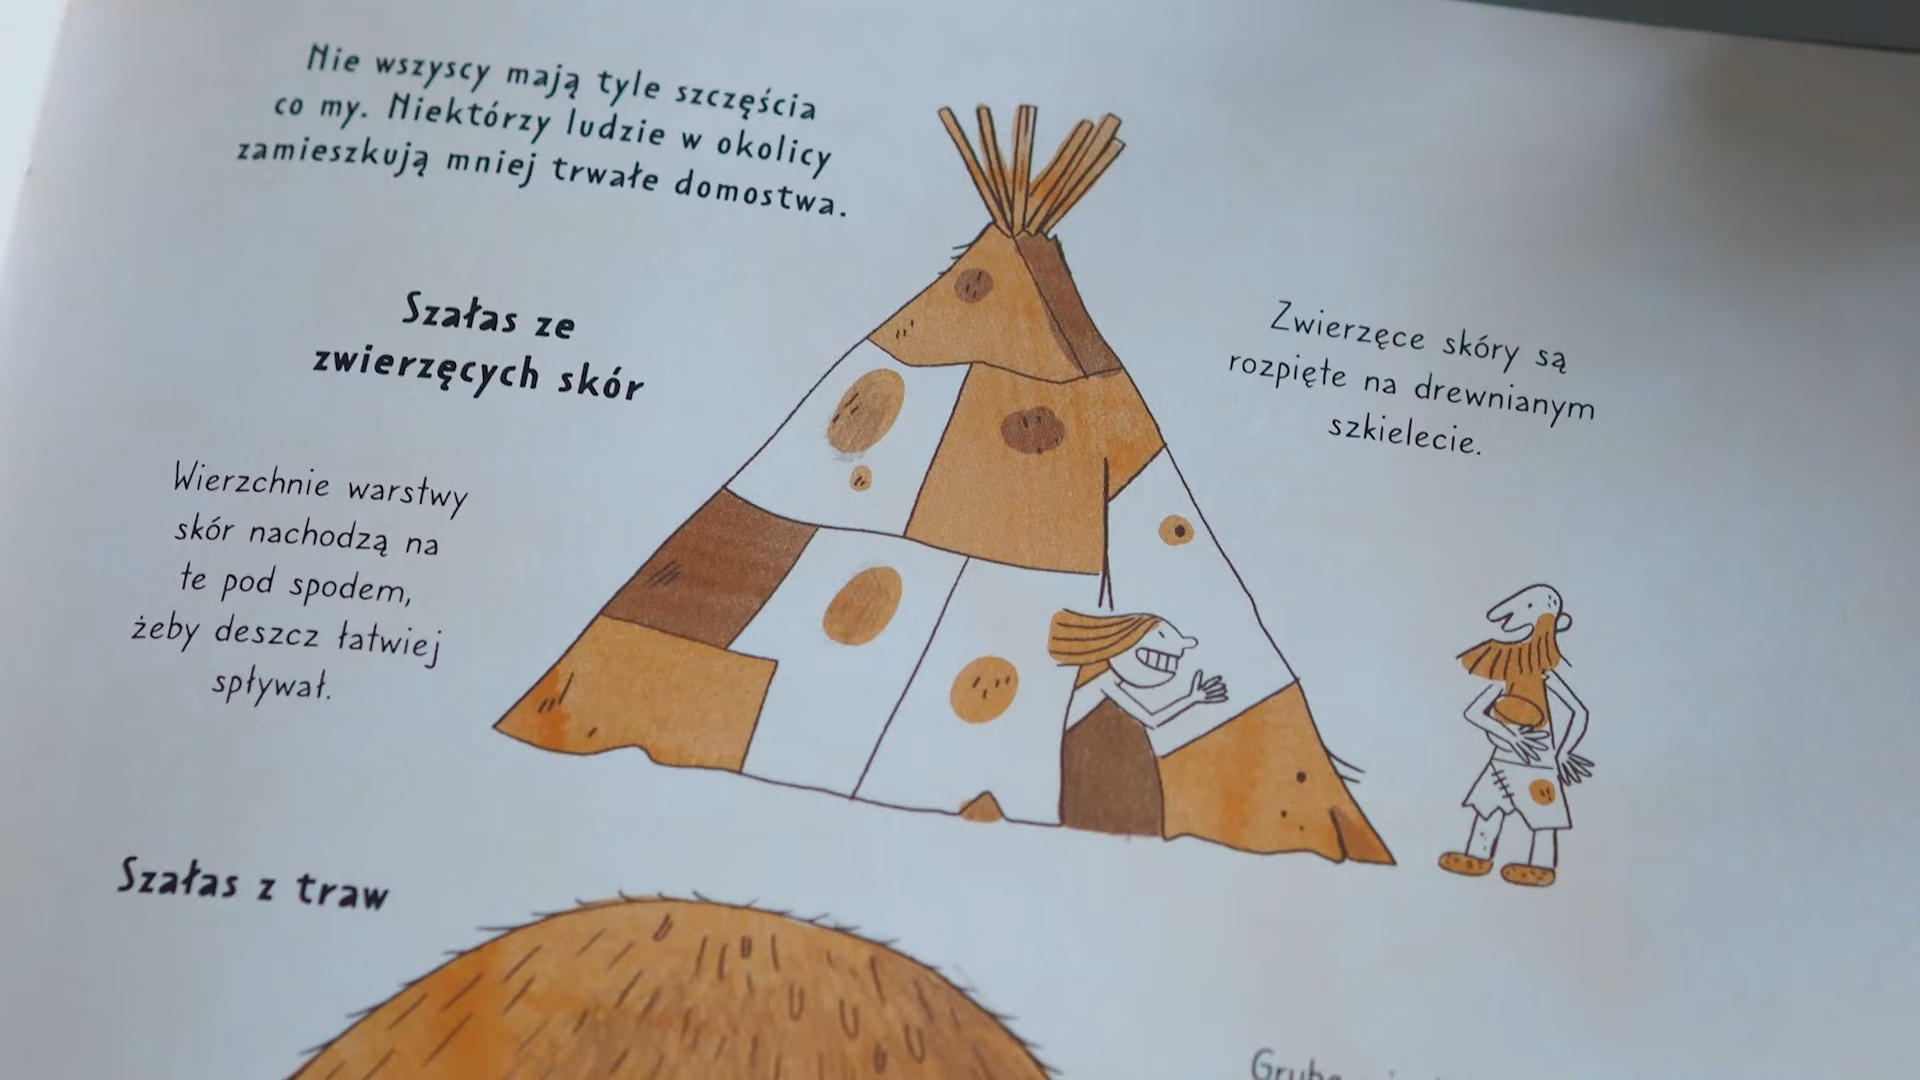 Nie wszyscy mają tyle szczęścia
co my. Niektórzy ludzie w okolicy
zamieszkują mniej trwałe domostwa.
Szałas ze
zwierzęcych skór
Zwierzęce skóry są
rozpięte na drewnianym
szkielecie.
Wierzchnie warstwy
skór nachodzą na
te pod spodem,
żeby deszcz łatwiej
spływał.
Szałas z traw